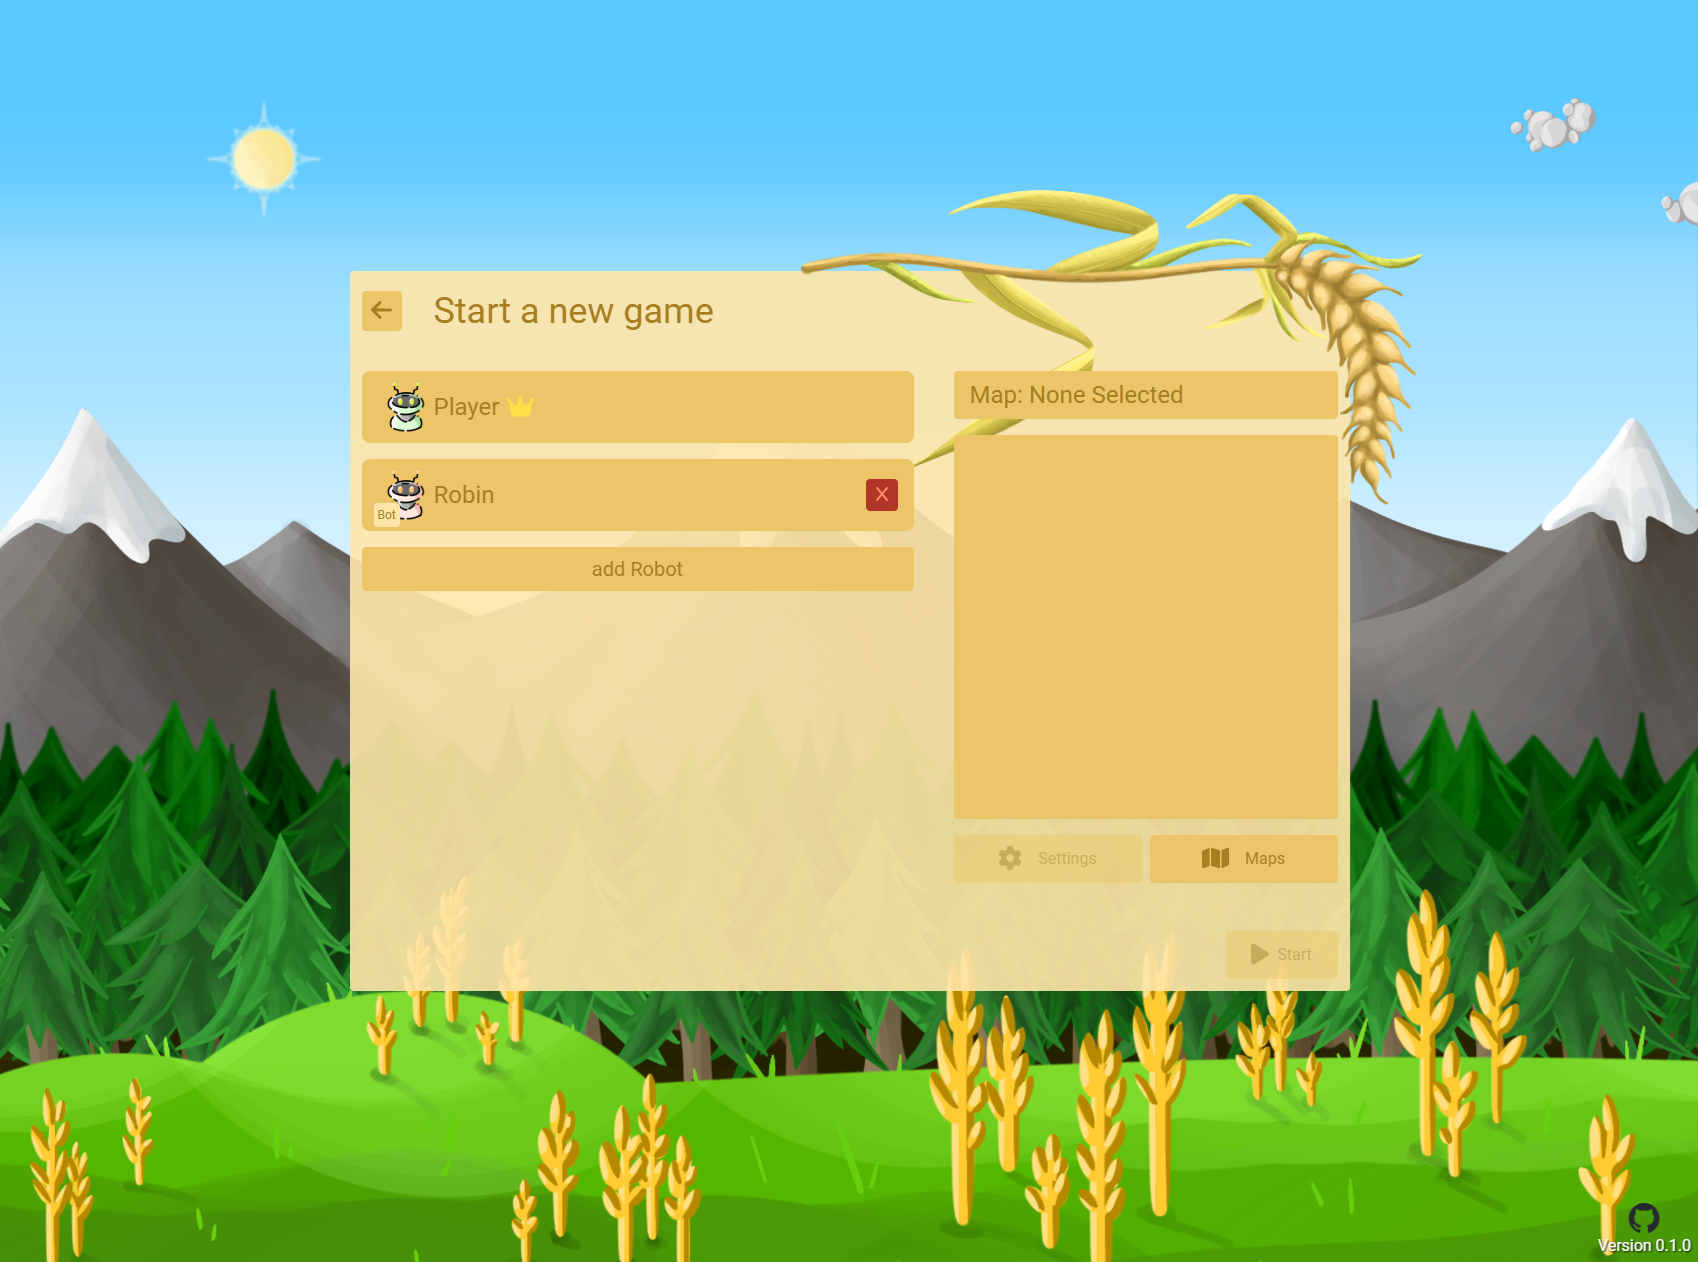 Start a new game
Player
Robin
X
Bot
add Robot
Map: None Selected
Settings
Maps
Start
Version 0.1.0